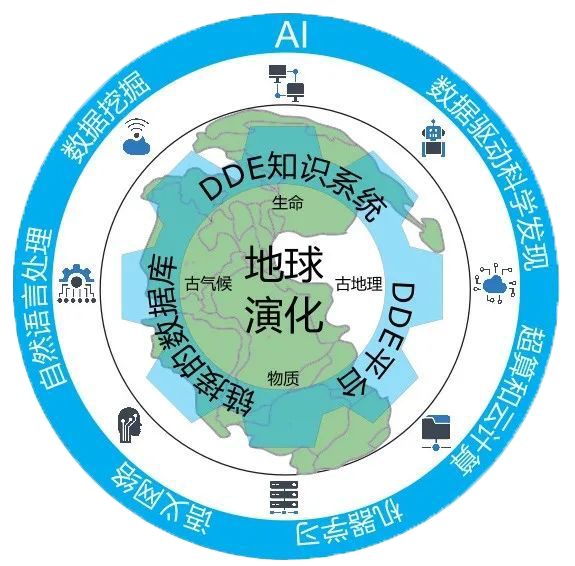 AI
数据驱动科学发现
超算和云计算
机器学习
语义网络
自然语言处理
数据挖掘
DDE知识系统
DDE平台
链接的数据库
生命
古地理
物质
古气候
地球
演化